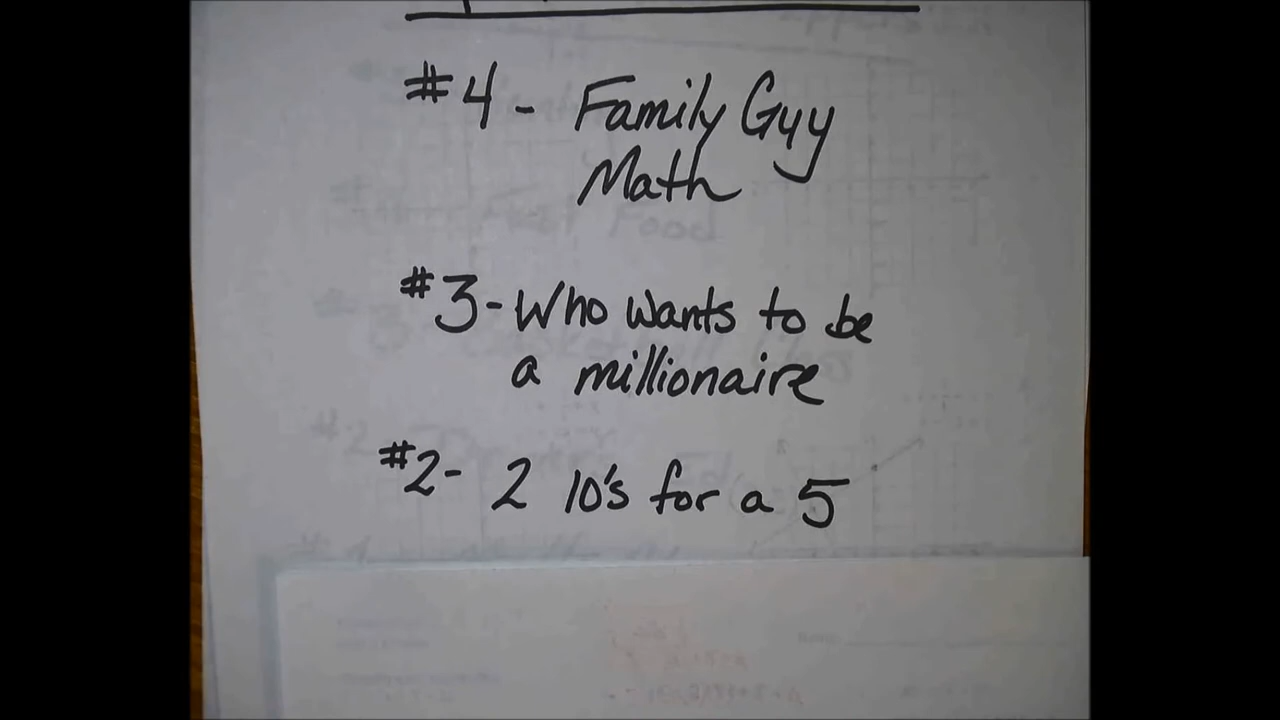 #4 - Family Guy
Math
#3 - Who wants to be
a millionaire
#2 - 2 10's for a 5